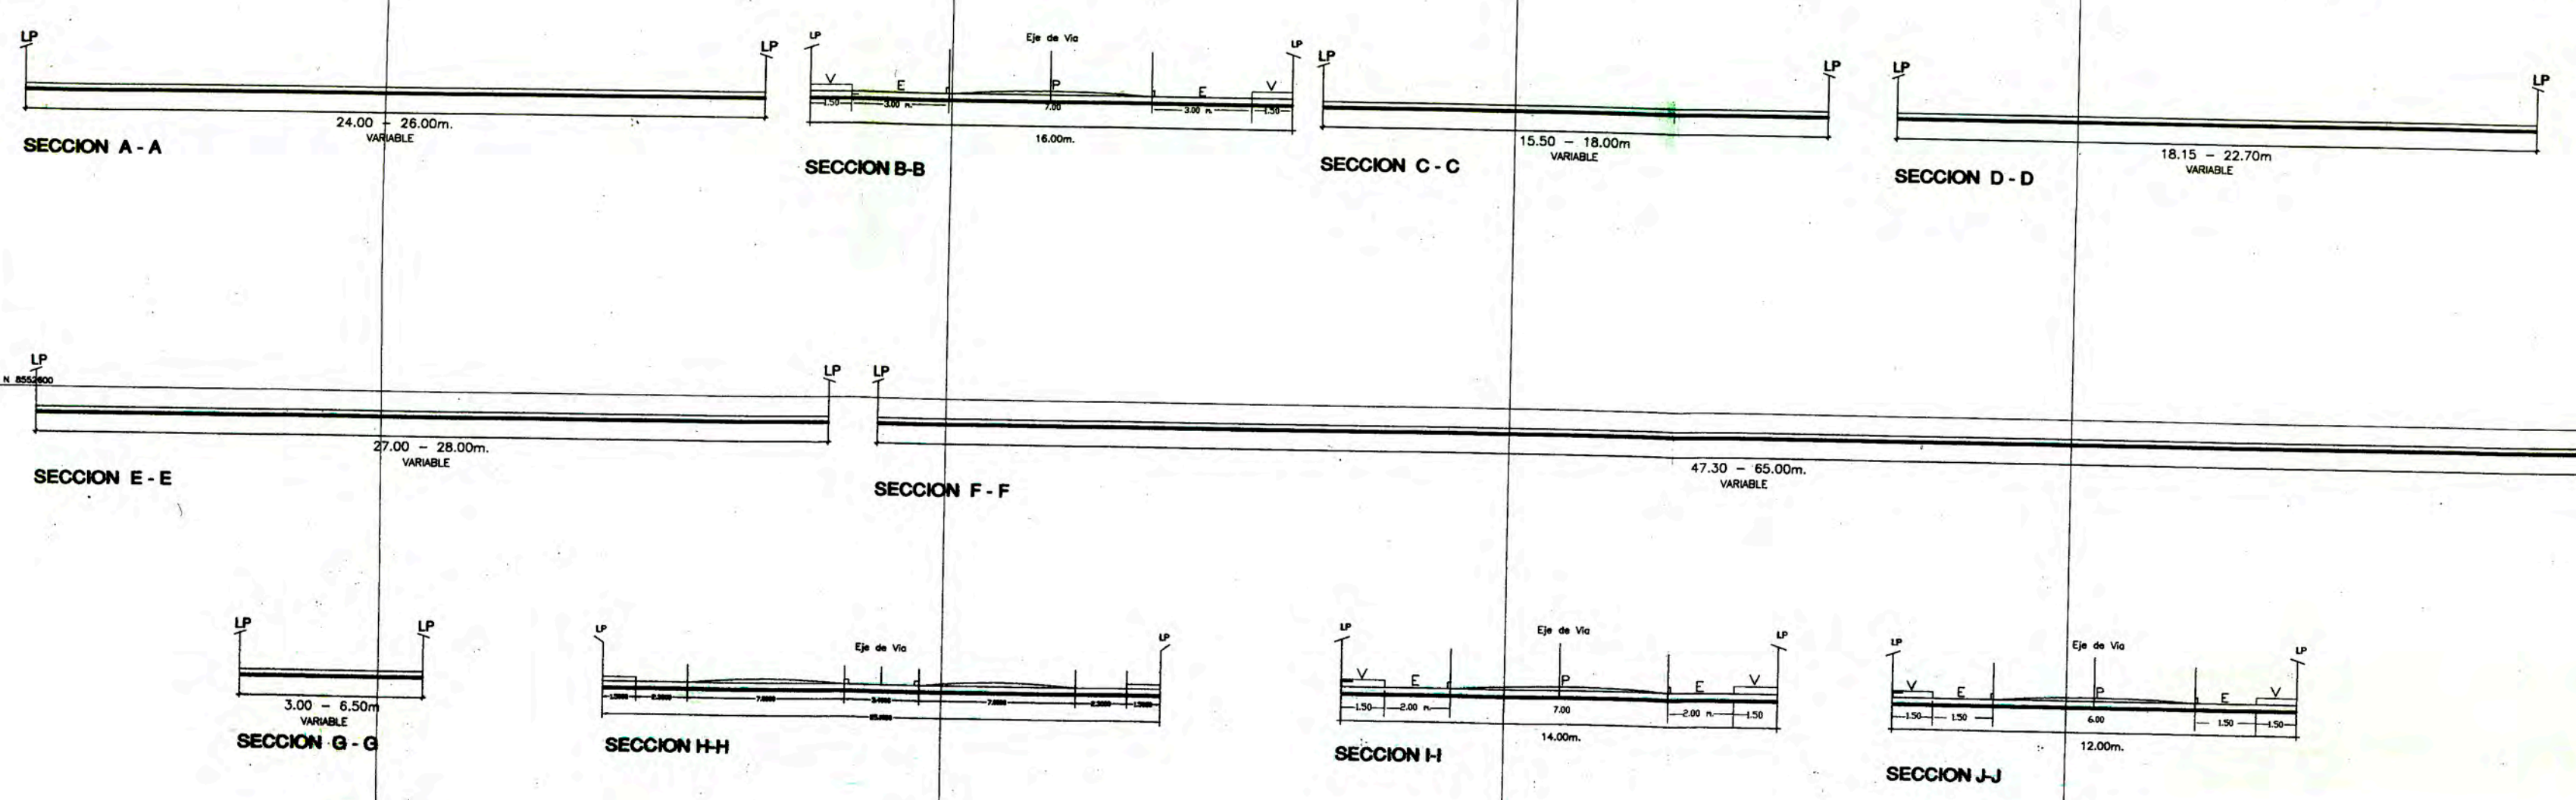 LP LP
24.00 - 26.00m.
VARIABLE
SECCION A - A
LP Eje de Via LP
V E P E V
1.50 3.00 m. 7.00 3.00 m. 1.50
16.00m.
SECCION B-B
LP LP
15.50 - 18.00m
VARIABLE
SECCION C - C
LP LP
18.15 - 22.70m
VARIABLE
SECCION D - D
N 8552600
LP LP
27.00 - 28.00m.
VARIABLE
SECCION E - E
LP
47.30 - 65.00m.
VARIABLE
SECCION F - F
LP LP
3.00 - 6.50m
VARIABLE
SECCION G - G
LP Eje de Via LP
SECCION H-H
LP Eje de Via LP
V E P E V
1.50 2.00 m. 7.00 2.00 m. 1.50
14.00m.
SECCION I-I
LP Eje de Via LP
V E P E V
1.50 1.50 6.00 1.50 1.50
12.00m.
SECCION J-J